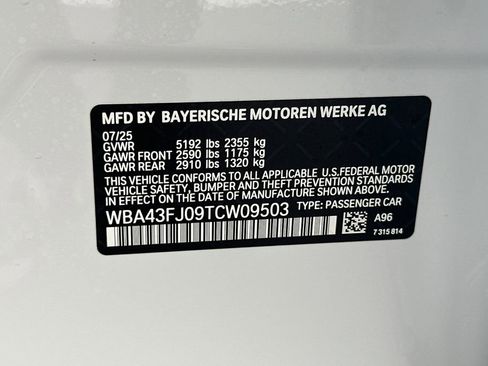 MFD BY BAYERISCHE MOTOREN WERKE AG
07/25
GVWR 5192 lbs 2355 kg
GAWR FRONT 2590 lbs 1175 kg
GAWR REAR 2910 lbs 1320 kg
THIS VEHICLE CONFORMS TO ALL APPLICABLE U.S.FEDERAL MOTOR
VEHICLE SAFETY, BUMPER AND THEFT PREVENTION STANDARDS
IN EFFECT ON THE DATE OF MANUFACTURE SHOWN ABOVE.
WBA43FJ09TCW09503 TYPE: PASSENGER CAR
A96
7 315 814